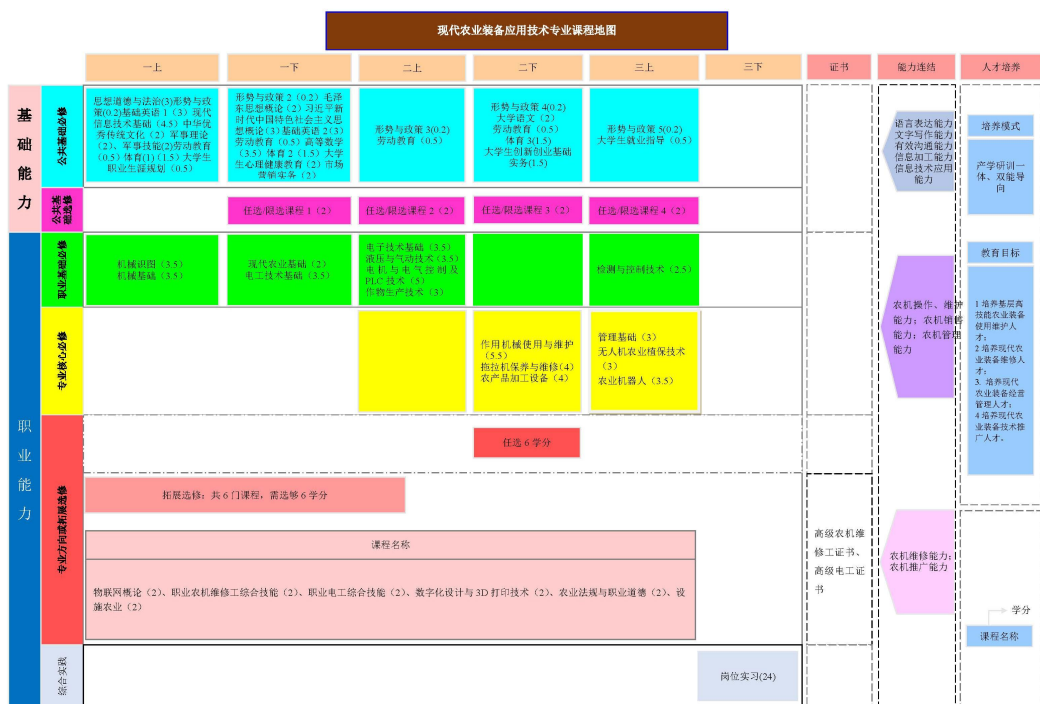 现代农业装备应用技术专业课程地图
一上
一下
二上
二下
三上
三下
证书
能力连结
人才培养
基础能力
公共基础必修
思想道德与法治(3)形势与政
策(0.2)基础英语 1（3）现代
信息技术基础（4.5）中华优
秀传统文化（2）军事理论
（2）、军事技能(2)劳动教育
（0.5）体育(1)（1.5）大学生
职业生涯规划（0.5）
形势与政策 2（0.2）毛泽
东思想概论（2）习近平新
时代中国特色社会主义思
想概论(3）基础英语 2（3）
劳动教育（0.5）高等数学
（3.5）体育 2（1.5）大学
生心理健康教育（2）市场
营销实务（2）
形势与政策 3(0.2)
劳动教育（0.5）
形势与政策 4(0.2)
大学语文（2）
劳动教育（0.5）
体育 3(1.5)
大学生创新创业基础
实务(1.5)
形势与政策 5(0.2)
大学生就业指导（0.5）
语言表达能力
文字写作能力
有效沟通能力
信息加工能力
信息技术应用
能力
培养模式
产学研训一
体、双能导
向
公共基
础选修
任选/限选课程 1（2）
任选/限选课程 2（2）
任选/限选课程 3（2）
任选/限选课程 4（2）
职业能力
职业基础必修
机械识图（3.5）
机械基础（3.5）
现代农业基础（2）
电工技术基础（3.5）
电子技术基础（3.5）
液压与气动技术（3.5）
电机与电气控制及
PLC 技术（5）
作物生产技术（3）
检测与控制技术（2.5）
教育目标
专业核心必修
作用机械使用与维护
（5.5）
拖拉机保养与维修(4）
农产品加工设备（4）
管理基础（3）
无人机农业植保技术
（3）
农业机器人（3.5）
农机操作、维护
能力；农机销售
能力；农机管理
能力
1 培养基层高
技能农业装备
使用维护人
才；
2 培养现代农
业装备维修人
才；
3. 培养现代
农业装备经营
管理人才；
4 培养现代农
业装备技术推
广人才。
专业方向或拓展选修
任选 6 学分
拓展选修：共 6 门课程，需选够 6 学分
课程名称
物联网概论（2）、职业农机维修工综合技能（2）、职业电工综合技能（2）、数字化设计与 3D 打印技术（2）、农业法规与职业道德（2）、设
施农业（2）
高级农机维
修工证书、
高级电工证
书
农机维修能力；
农机推广能力
学分
课程名称
综合实践
岗位实习(24)